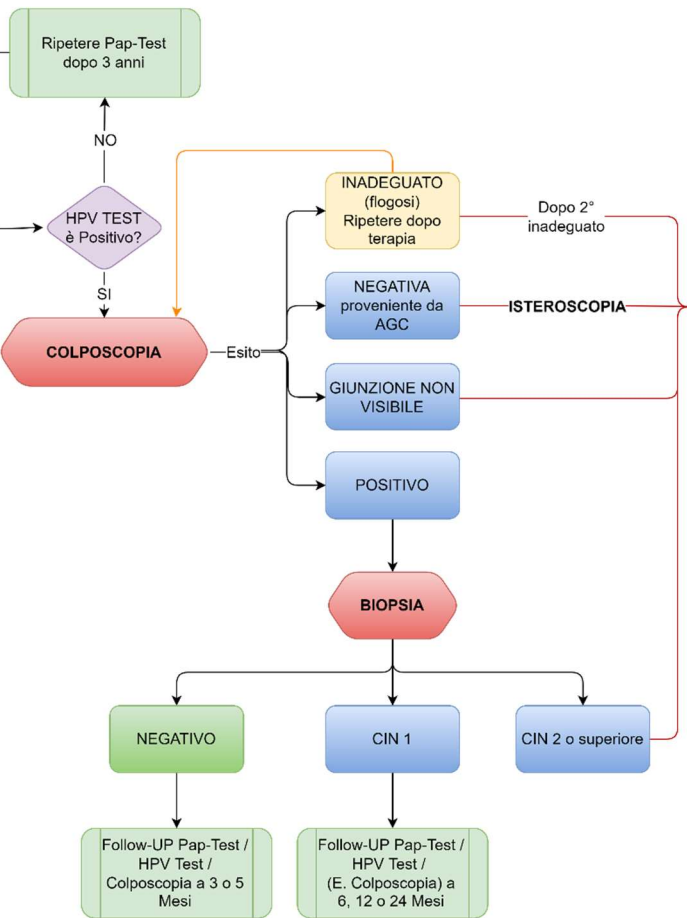 Ripetere Pap-Test
dopo 3 anni
NO
HPV TEST
è Positivo?
SI
COLPOSCOPIA
Esito
INADEGUATO
(flogosi)
Ripetere dopo
terapia
Dopo 2°
inadeguato
NEGATIVA
proveniente da
AGC
ISTEROSCOPIA
GIUNZIONE NON
VISIBILE
POSITIVO
BIOPSIA
NEGATIVO
CIN 1
CIN 2 o superiore
Follow-UP Pap-Test /
HPV Test /
Colposcopia a 3 o 5
Mesi
Follow-UP Pap-Test /
HPV Test /
(E. Colposcopia) a
6, 12 o 24 Mesi